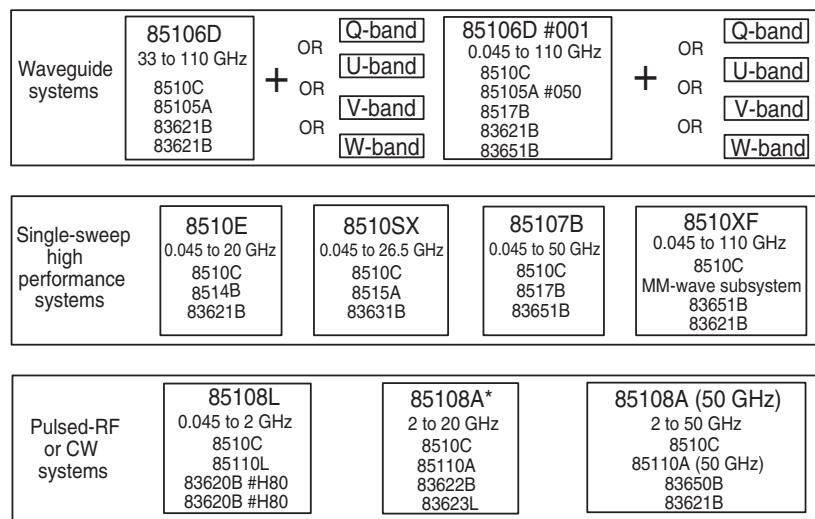 Waveguide
systems
85106D
33 to 110 GHz
8510C
85105A
83621B
83621B
+
OR
OR
OR
Q-band
U-band
V-band
W-band
85106D #001
0.045 to 110 GHz
8510C
85105A #050
8517B
83621B
83651B
+
OR
OR
OR
Q-band
U-band
V-band
W-band
Single-sweep
high
performance
systems
8510E
0.045 to 20 GHz
8510C
8514B
83621B
8510SX
0.045 to 26.5 GHz
8510C
8515A
83631B
85107B
0.045 to 50 GHz
8510C
8517B
83651B
8510XF
0.045 to 110 GHz
8510C
MM-wave subsystem
83651B
83621B
Pulsed-RF
or CW
systems
85108L
0.045 to 2 GHz
8510C
85110L
83620B #H80
83620B #H80
85108A*
2 to 20 GHz
8510C
85110A
83622B
83623L
85108A (50 GHz)
2 to 50 GHz
8510C
85110A (50 GHz)
83650B
83621B